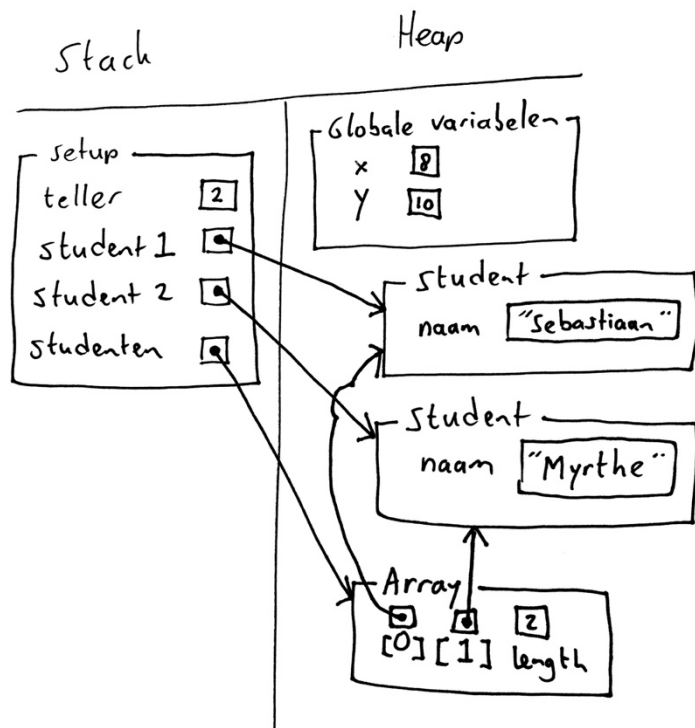 Stack
Heap
setup
teller 2
student 1
student 2
studenten
Globale variabelen
x 8
y 10
Student
naam "Sebastiaan"
Student
naam "Myrthe"
Array
2
[0] [1] length